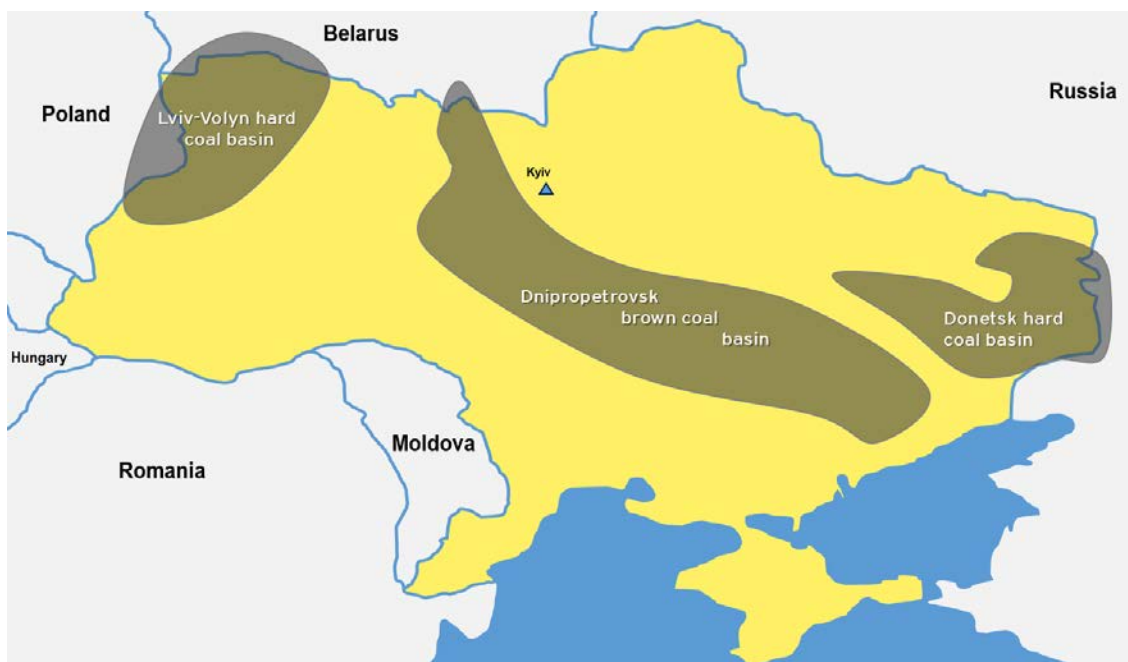 Belarus
Russia
Poland
Lviv-Volyn hard
coal basin
Kyiv
Dnipropetrovsk
brown coal
basin
Donetsk hard
coal basin
Hungary
Moldova
Romania